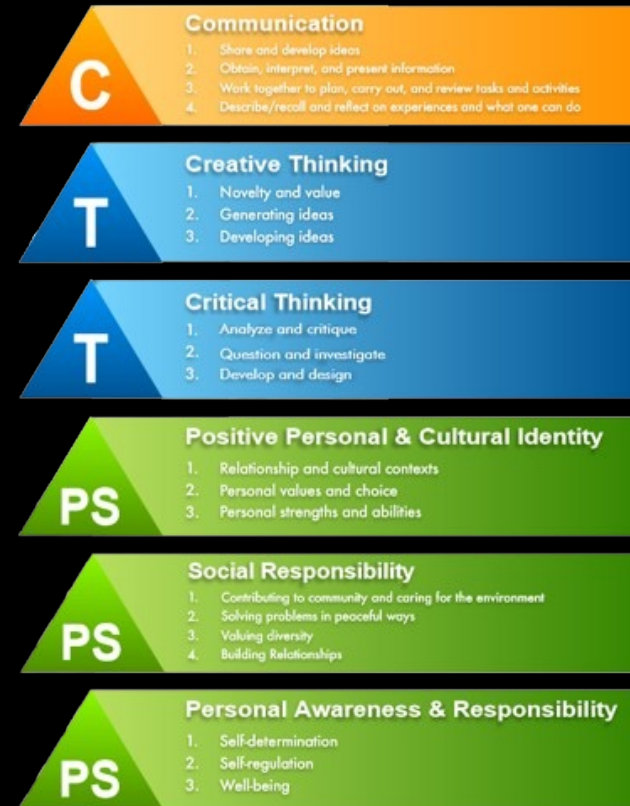 C
Communication
1. Share and develop ideas
2. Obtain, interpret, and present information
3. Work together to plan, carry out, and review tasks and activities
4. Describe/recall and reflect on experiences and what one can do
T
Creative Thinking
1. Novelty and value
2. Generating ideas
3. Developing ideas
T
Critical Thinking
1. Analyze and critique
2. Question and investigate
3. Develop and design
PS
Positive Personal & Cultural Identity
1. Relationship and cultural contexts
2. Personal values and choice
3. Personal strengths and abilities
PS
Social Responsibility
1. Contributing to community and caring for the environment
2. Solving problems in peaceful ways
3. Valuing diversity
4. Building Relationships
PS
Personal Awareness & Responsibility
1. Self-determination
2. Self-regulation
3. Well-being